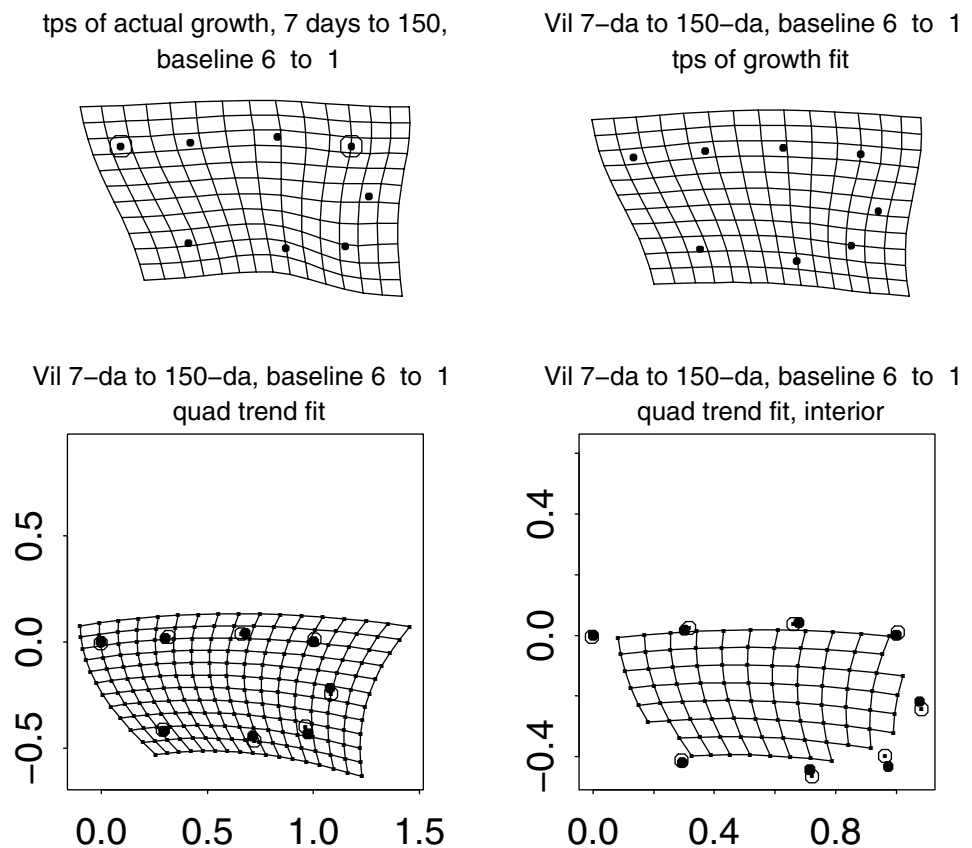 tps of actual growth, 7 days to 150,
baseline 6 to 1
Vil 7−da to 150−da, baseline 6 to 1
tps of growth fit
Vil 7−da to 150−da, baseline 6 to 1
quad trend fit
0.5
0.0
−0.5
0.0 0.5 1.0 1.5
Vil 7−da to 150−da, baseline 6 to 1
quad trend fit, interior
0.4
0.0
−0.4
0.0 0.4 0.8